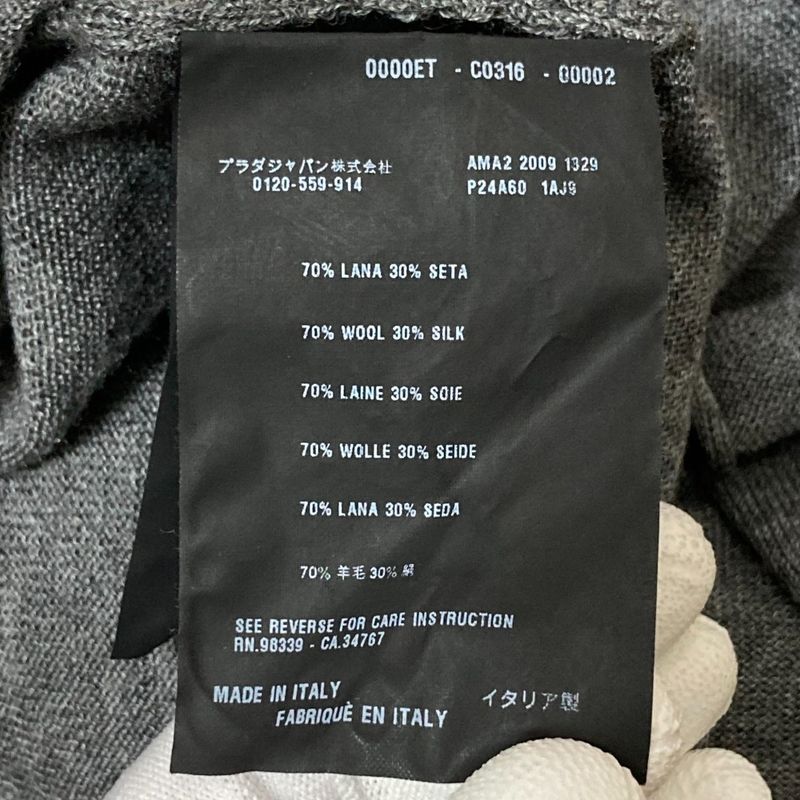 0000ET - C0316 - 00002
プラダジャパン株式会社
0120-559-914
AMA2 2009 1329
P24A60 1AJ9
70% LANA 30% SETA
70% WOOL 30% SILK
70% LAINE 30% SOIE
70% WOLLE 30% SEIDE
70% LANA 30% SEDA
70% 羊毛 30% 絹
SEE REVERSE FOR CARE INSTRUCTION
RN.98339 - CA.34767
MADE IN ITALY
FABRIQUÈ EN ITALY
イタリア製